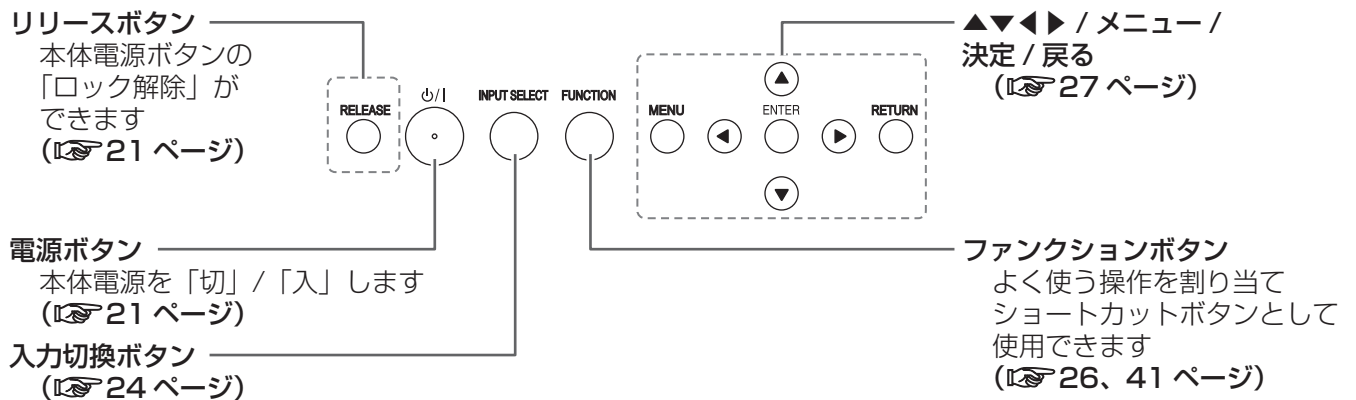 リリースボタン
本体電源ボタンの
「ロック解除」が
できます
(☞21 ページ)
電源ボタン
本体電源を「切」/「入」します
(☞21 ページ)
入力切換ボタン
(☞24 ページ)
RELEASE
⏻/|
INPUT SELECT
FUNCTION
MENU
ENTER
RETURN
▲▼◀▶ / メニュー /
決定 / 戻る
(☞27 ページ)
ファンクションボタン
よく使う操作を割り当て
ショートカットボタンとして
使用できます
(☞26、41 ページ)